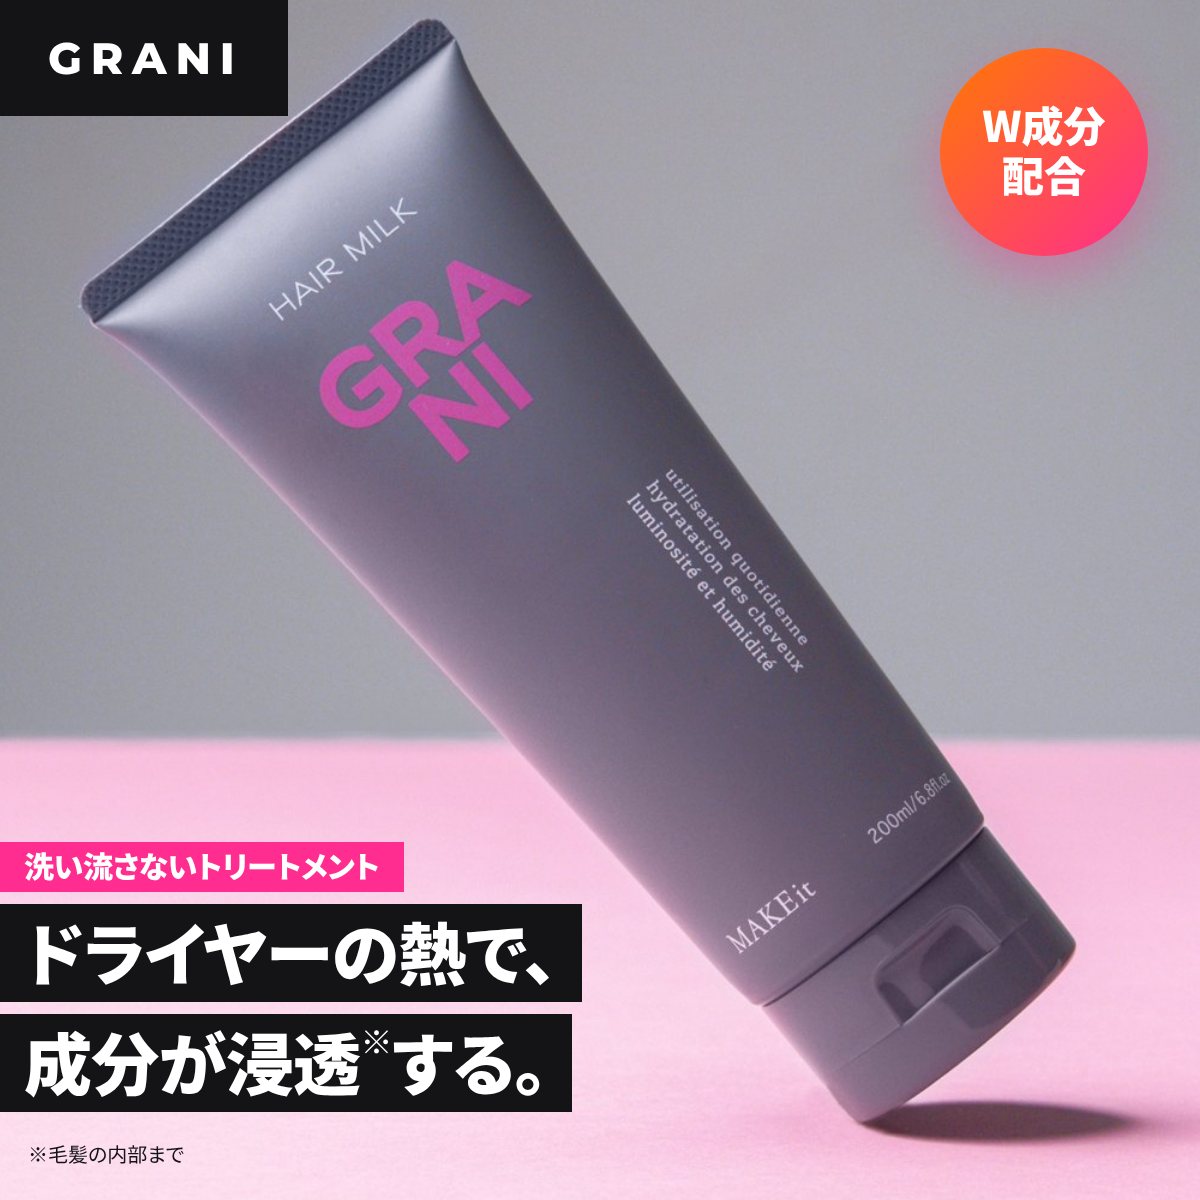 GRANI
W成分
配合
HAIR MILK
GRA
NI
utilisation quotidienne
hydratation des cheveux
luminosité et humidité
200ml/6.8fl.oz
MAKEit
洗い流さないトリートメント
ドライヤーの熱で、
成分が浸透※する。
※毛髪の内部まで